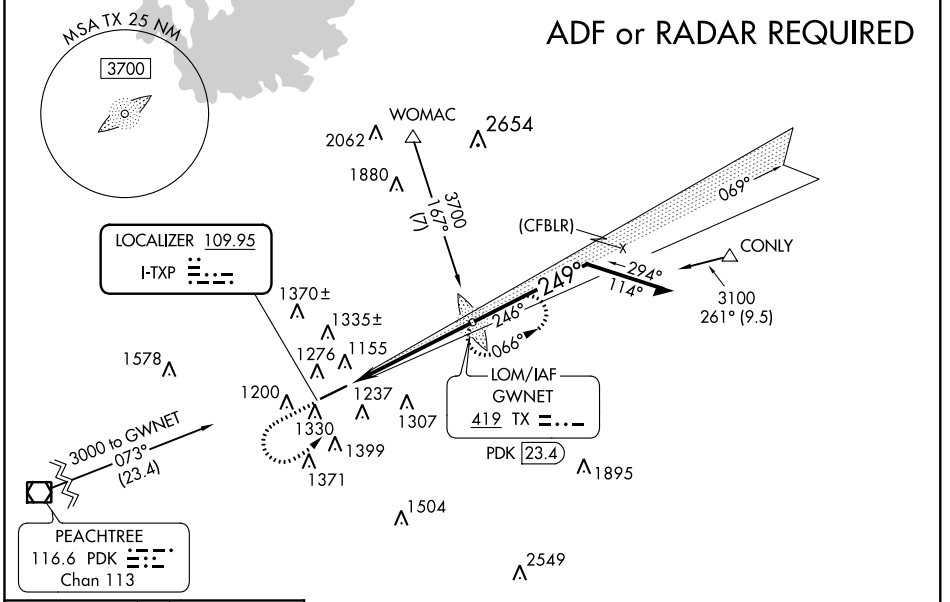 MSA TX 25 NM
3700
ADF or RADAR REQUIRED
WOMAC
2062
2654
1880
3700
167°
(7)
069°
(CFBLR)
X
CONLY
LOCALIZER 109.95
I-TXP
249°
294°
114°
3100
261° (9.5)
246°
066°
1370±
1335±
1276
1155
1578
1200
1237
1307
1330
1399
1371
LOM/IAF
GWNET
419 TX
PDK 23.4
1895
3000 to GWNET
073°
(23.4)
1504
PEACHTREE
116.6 PDK
Chan 113
2549